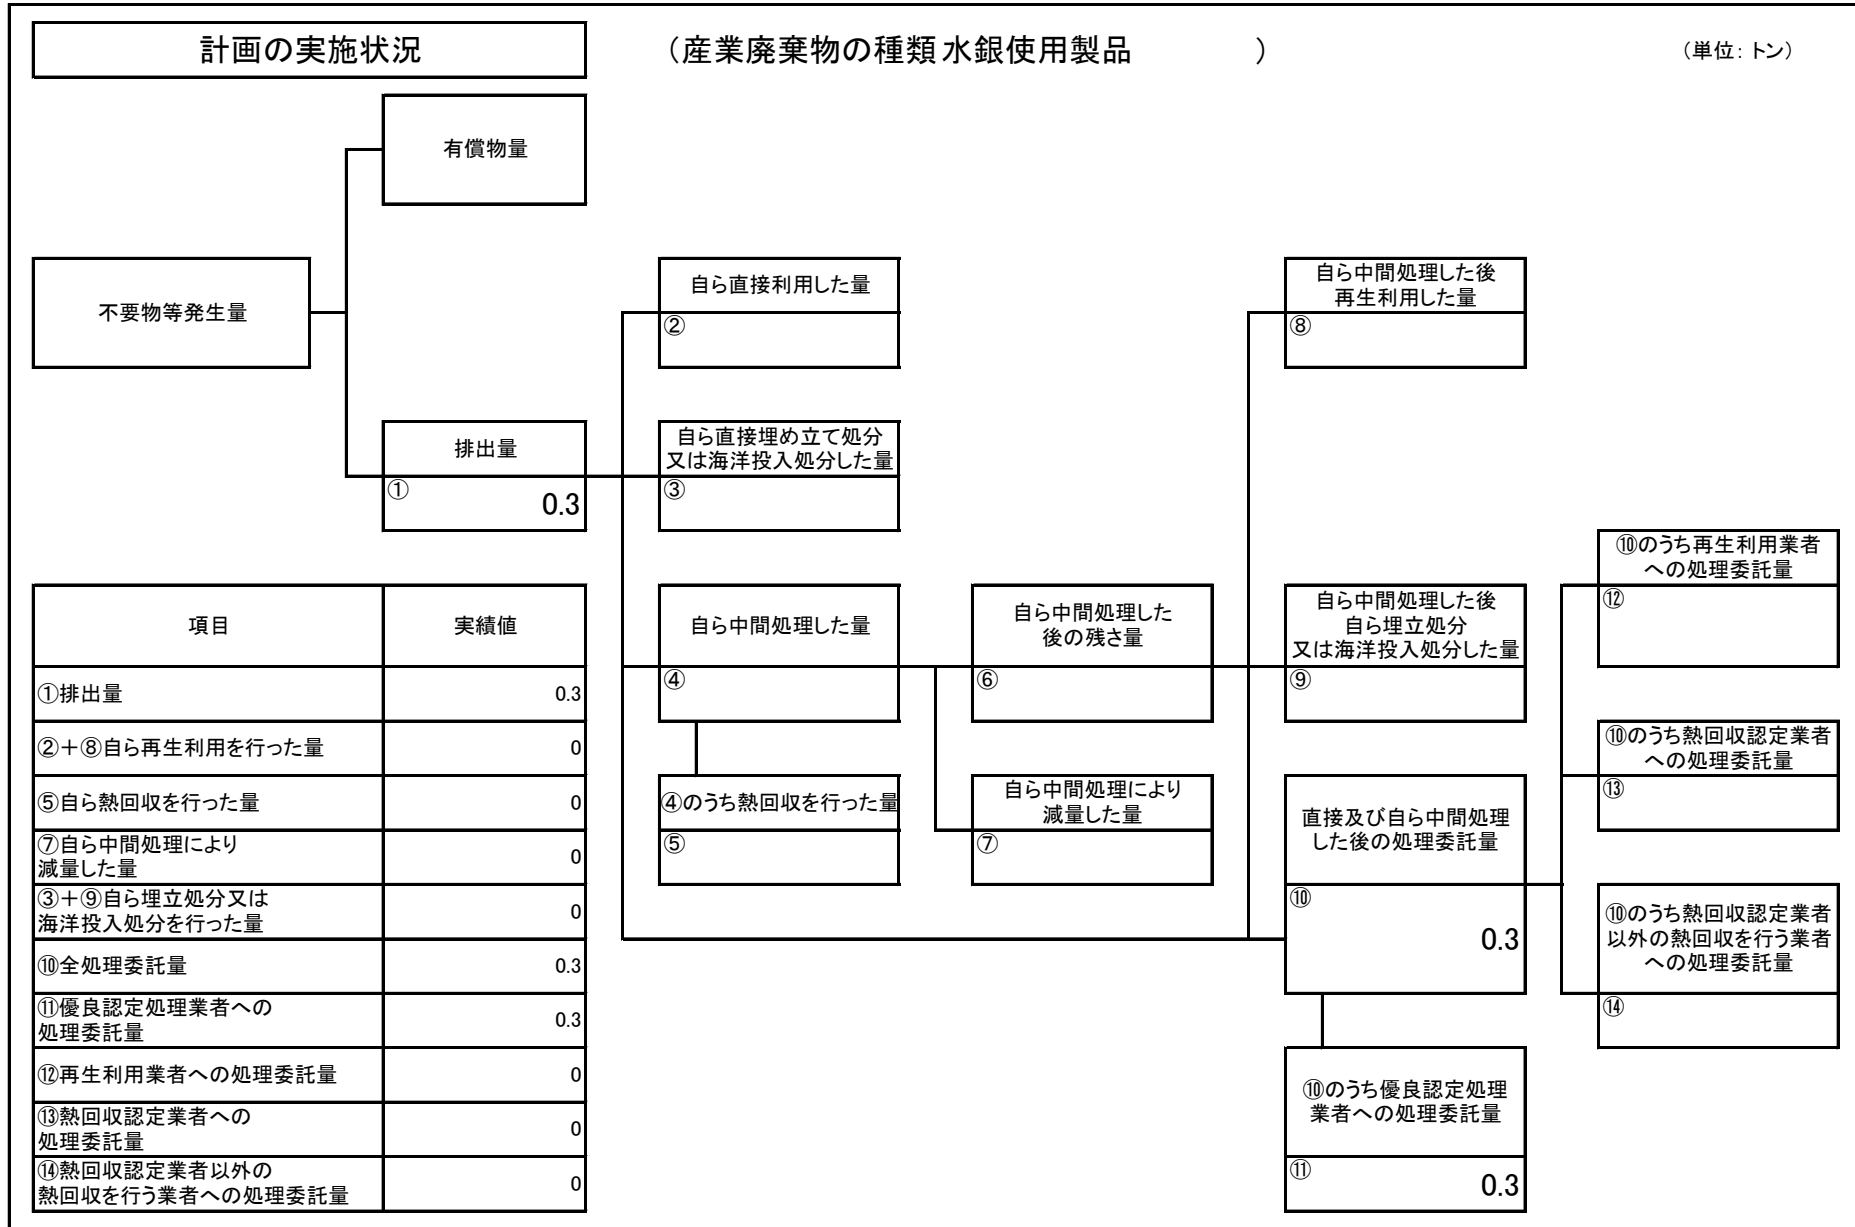 計画の実施状況
（産業廃棄物の種類 水銀使用製品　　　　）
（単位：トン）
有償物量
不要物等発生量
自ら直接利用した量
②
自ら中間処理した後
再生利用した量
⑧
排出量
①
0.3
自ら直接埋め立て処分
又は海洋投入処分した量
③
⑩のうち再生利用業者
への処理委託量
⑫
自ら中間処理した量
④
自ら中間処理した
後の残さ量
⑥
自ら中間処理した後
自ら埋立処分
又は海洋投入処分した量
⑨
⑩のうち熱回収認定業者
への処理委託量
⑬
④のうち熱回収を行った量
⑤
自ら中間処理により
減量した量
⑦
直接及び自ら中間処理
した後の処理委託量
⑩
0.3
⑩のうち熱回収認定業者
以外の熱回収を行う業者
への処理委託量
⑭
⑩のうち優良認定処理
業者への処理委託量
⑪
0.3
項目 実績値
①排出量 0.3
②＋⑧自ら再生利用を行った量 0
⑤自ら熱回収を行った量 0
⑦自ら中間処理により
減量した量 0
③＋⑨自ら埋立処分又は
海洋投入処分を行った量 0
⑩全処理委託量 0.3
⑪優良認定処理業者への
処理委託量 0.3
⑫再生利用業者への処理委託量 0
⑬熱回収認定業者への
処理委託量 0
⑭熱回収認定業者以外の
熱回収を行う業者への処理委託量 0